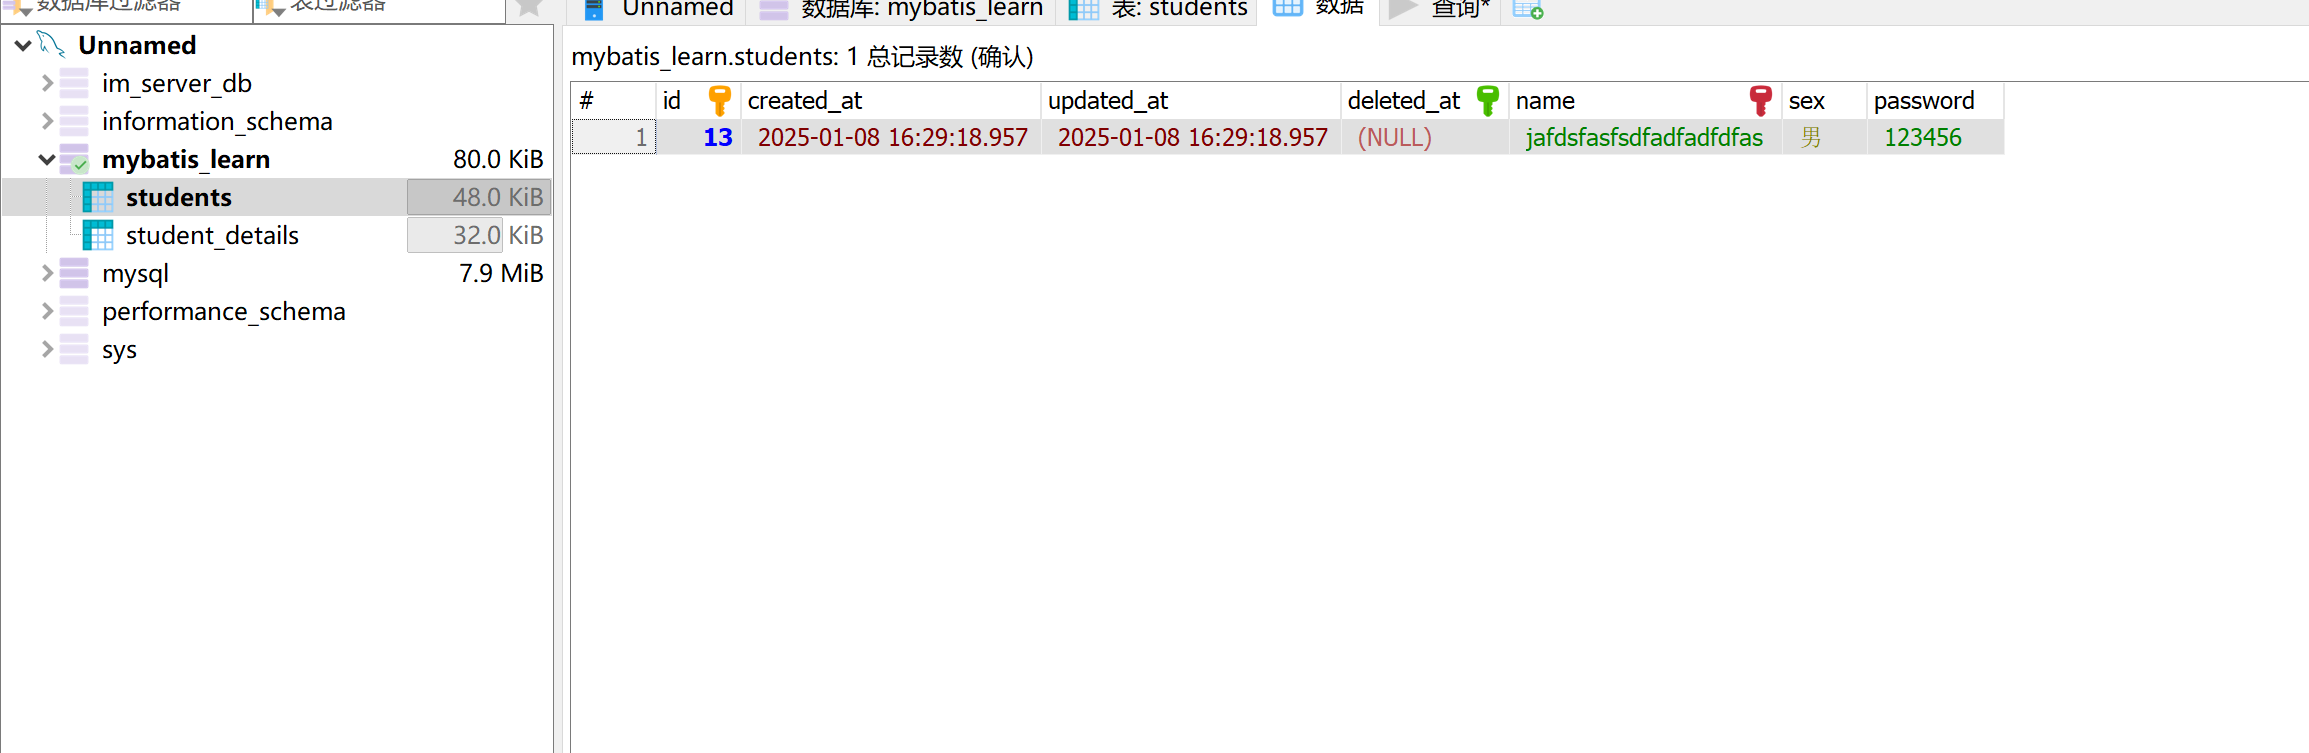 数据库过滤器 表过滤器
Unnamed
im_server_db
information_schema
mybatis_learn 80.0 KiB
students 48.0 KiB
student_details 32.0 KiB
mysql 7.9 MiB
performance_schema
sys
Unnamed 数据库: mybatis_learn 表: students 数据 查询*
mybatis_learn.students: 1 总记录数 (确认)
# id created_at updated_at deleted_at name sex password
1 13 2025-01-08 16:29:18.957 2025-01-08 16:29:18.957 (NULL) jafdsfasfsdfadfadfdfas 男 123456